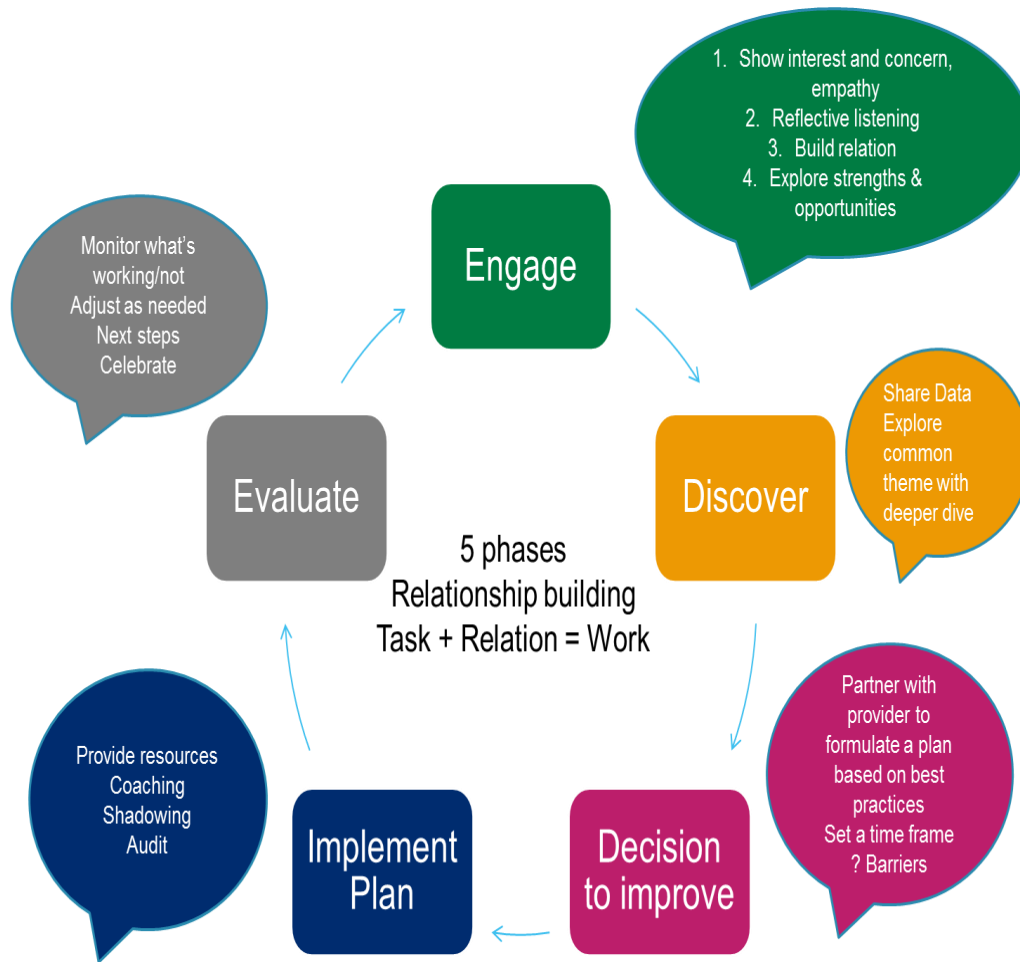 1. Show interest and concern,
empathy
2. Reflective listening
3. Build relation
4. Explore strengths &
opportunities
Engage
Monitor what's
working/not
Adjust as needed
Next steps
Celebrate
Share Data
Explore
common
theme with
deeper dive
Evaluate
Discover
5 phases
Relationship building
Task + Relation = Work
Partner with
provider to
formulate a plan
based on best
practices
Set a time frame
? Barriers
Provide resources
Coaching
Shadowing
Audit
Implement
Plan
Decision
to improve